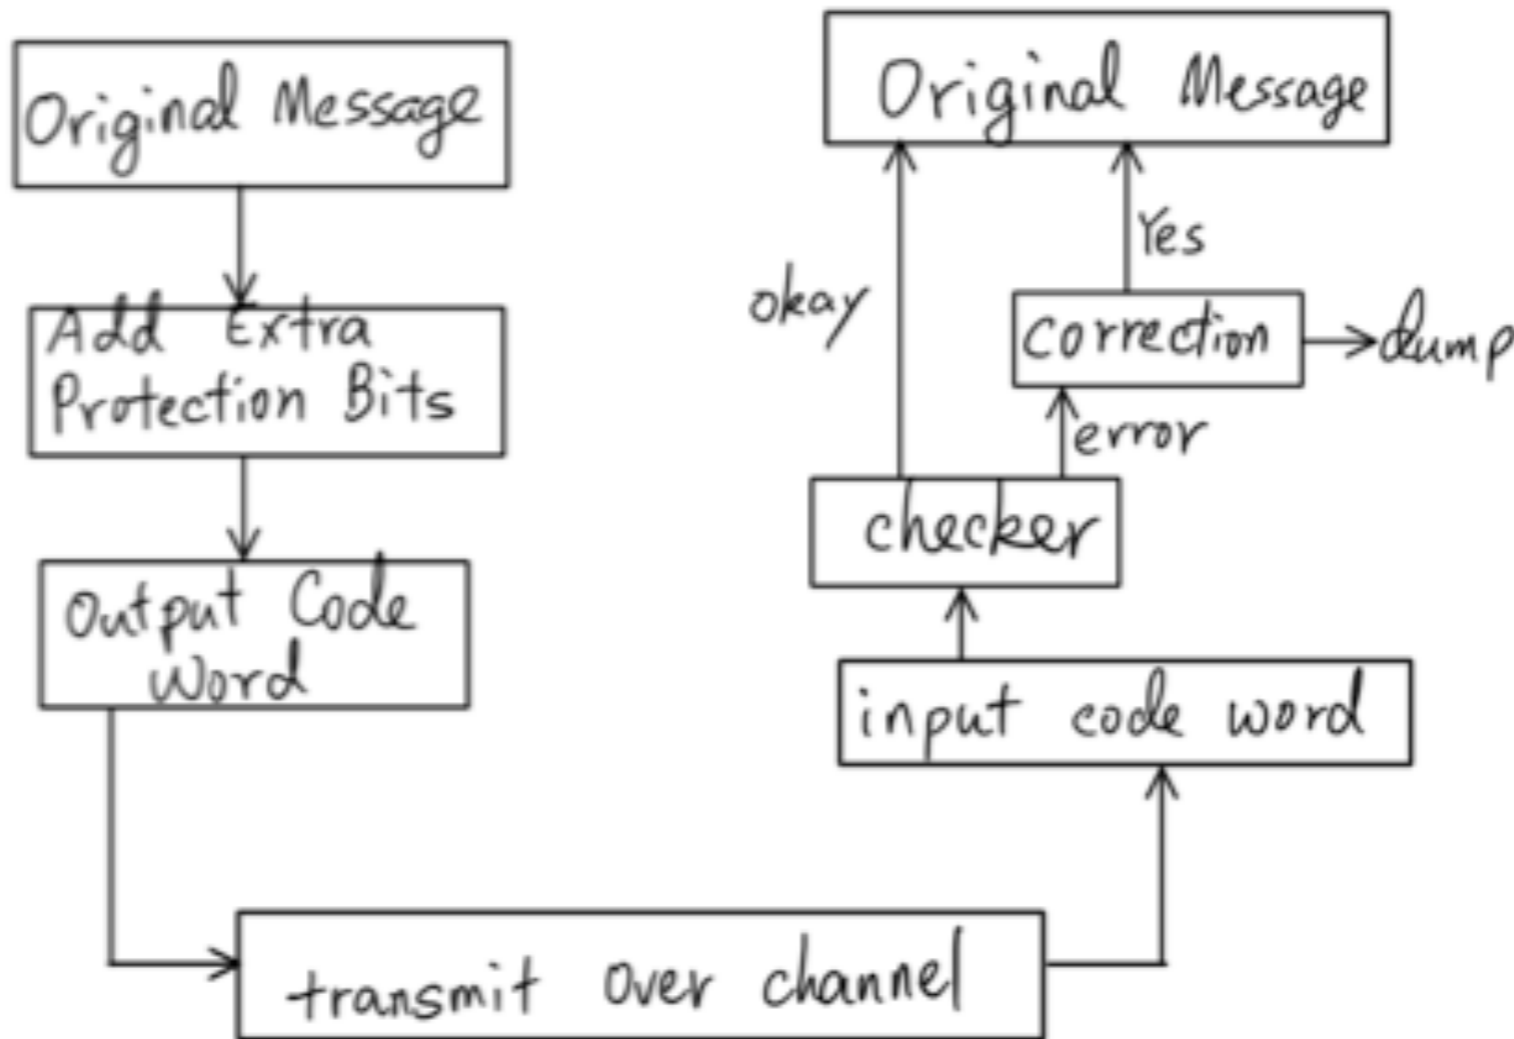 Original Message
Add Extra
Protection Bits
Output Code
Word
transmit over channel
input code word
checker
error
correction
dump
Yes
okay
Original Message